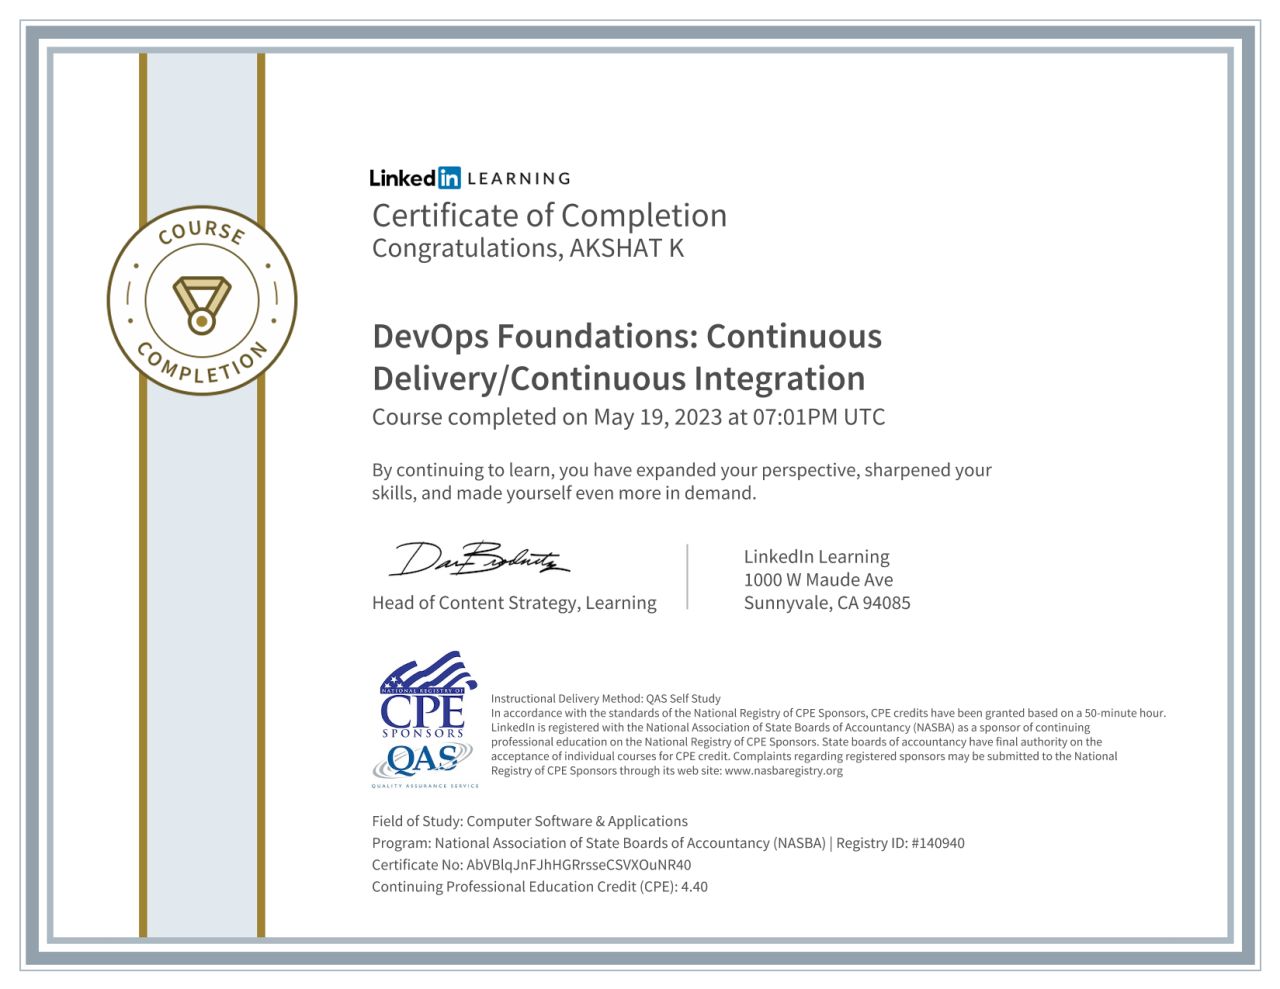 COURSE
COMPLETION
LinkedIn LEARNING
Certificate of Completion
Congratulations, AKSHAT K
DevOps Foundations: Continuous
Delivery/Continuous Integration
Course completed on May 19, 2023 at 07:01PM UTC
By continuing to learn, you have expanded your perspective, sharpened your
skills, and made yourself even more in demand.
Head of Content Strategy, Learning
LinkedIn Learning
1000 W Maude Ave
Sunnyvale, CA 94085
NATIONAL REGISTRY OF
CPE
SPONSORS
QAS
QUALITY ASSURANCE SERVICE
Instructional Delivery Method: QAS Self Study
In accordance with the standards of the National Registry of CPE Sponsors, CPE credits have been granted based on a 50-minute hour.
LinkedIn is registered with the National Association of State Boards of Accountancy (NASBA) as a sponsor of continuing
professional education on the National Registry of CPE Sponsors. State boards of accountancy have final authority on the
acceptance of individual courses for CPE credit. Complaints regarding registered sponsors may be submitted to the National
Registry of CPE Sponsors through its web site: www.nasbaregistry.org
Field of Study: Computer Software & Applications
Program: National Association of State Boards of Accountancy (NASBA) | Registry ID: #140940
Certificate No: AbVBlqJnFJhHGRrsseCSVXOuNR40
Continuing Professional Education Credit (CPE): 4.40